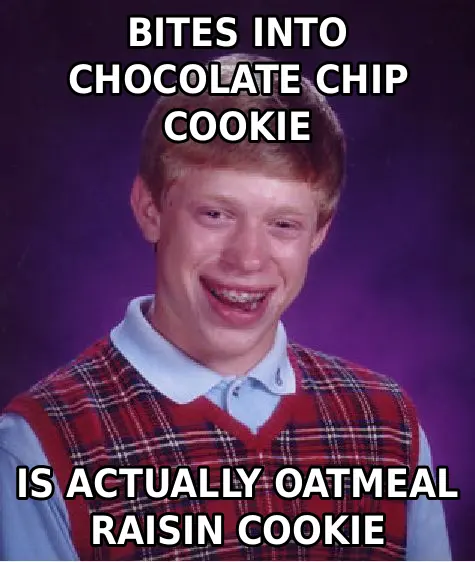 BITES INTO
CHOCOLATE CHIP
COOKIE
IS ACTUALLY OATMEAL
RAISIN COOKIE